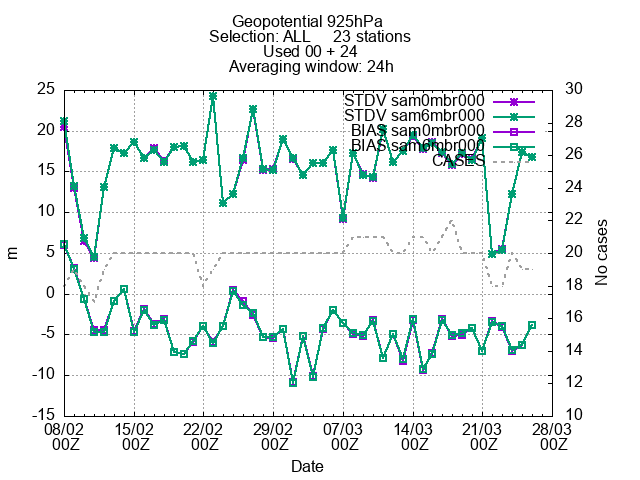 Geopotential 925hPa
Selection: ALL     23 stations
Used 00 + 24
Averaging window: 24h
STDV sam0mbr000
STDV sam6mbr000
BIAS sam0mbr000
BIAS sam6mbr000
CASES
25
20
15
10
5
0
-5
-10
-15
m
30
28
26
24
22
20
18
16
14
12
10
No cases
08/02 15/02 22/02 29/02 07/03 14/03 21/03 28/03
00Z 00Z 00Z 00Z 00Z 00Z 00Z 00Z
Date